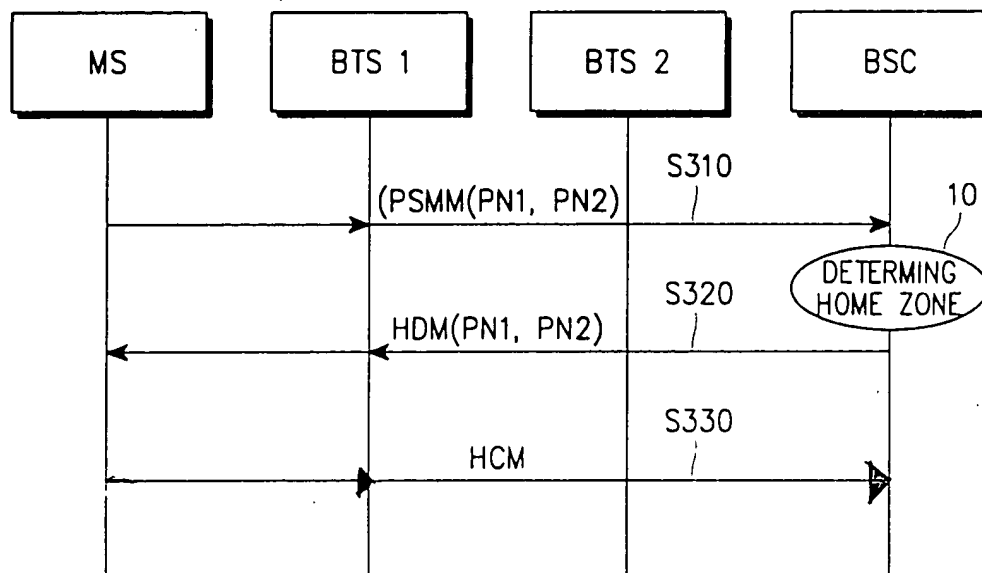 MS
BTS 1
BTS 2
BSC
S310
(PSMM(PN1, PN2)
10
DETERMING
HOME ZONE
S320
HDM(PN1, PN2)
S330
HCM